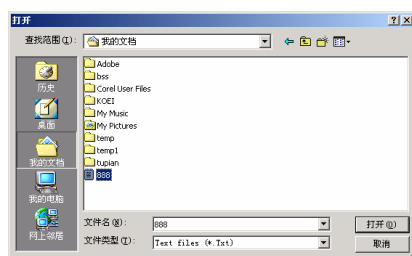 打开
查找范围(I): 我的文档
历史
桌面
我的文档
我的电脑
网上邻居
Adobe
bss
Corel User Files
KOEI
My Music
My Pictures
temp
temp1
tupian
888
文件名(N): 888 打开(O)
文件类型(T): Text files (*.Txt) 取消